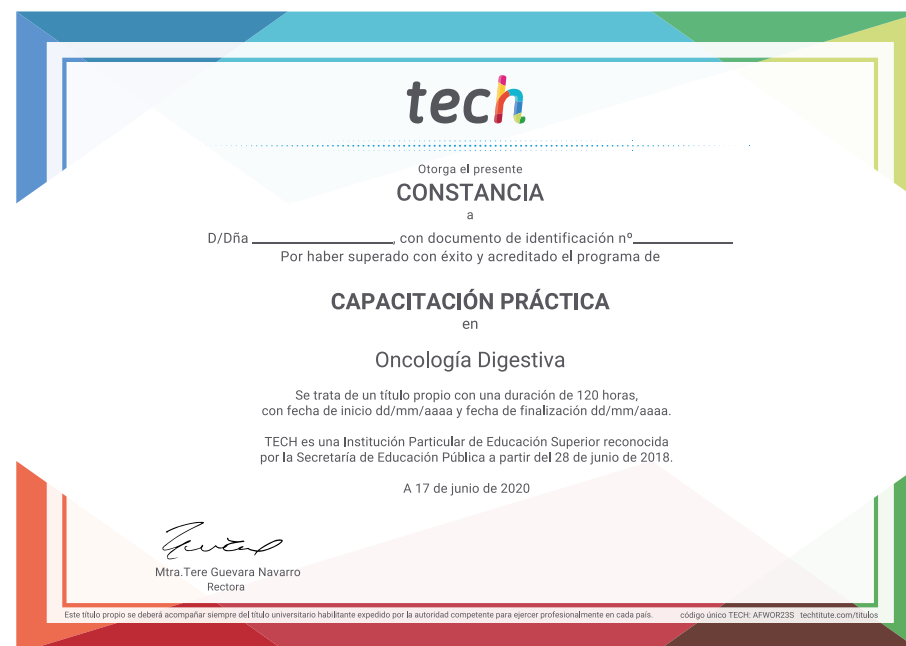 tech
Otorga el presente
CONSTANCIA
a
D/Dña ____________________, con documento de identificación nº______________
Por haber superado con éxito y acreditado el programa de
CAPACITACIÓN PRÁCTICA
en
Oncología Digestiva
Se trata de un título propio con una duración de 120 horas,
con fecha de inicio dd/mm/aaaa y fecha de finalización dd/mm/aaaa.
TECH es una Institución Particular de Educación Superior reconocida
por la Secretaría de Educación Pública a partir del 28 de junio de 2018.
A 17 de junio de 2020
Mtra.Tere Guevara Navarro
Rectora
Este título propio se deberá acompañar siempre del título universitario habilitante expedido por la autoridad competente para ejercer profesionalmente en cada país. código único TECH: AFWOR23S techtitute.com/titulos